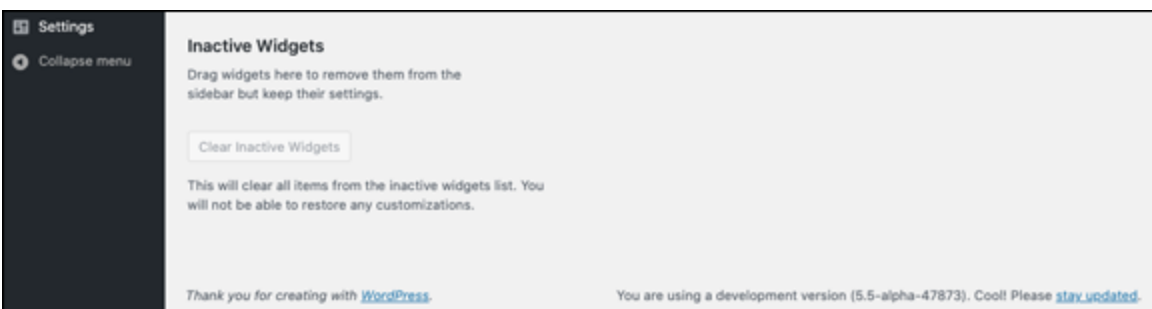 Settings
Collapse menu
Inactive Widgets
Drag widgets here to remove them from the
sidebar but keep their settings.
Clear Inactive Widgets
This will clear all items from the inactive widgets list. You
will not be able to restore any customizations.
Thank you for creating with WordPress.
You are using a development version (5.5-alpha-47873). Cool! Please stay updated.